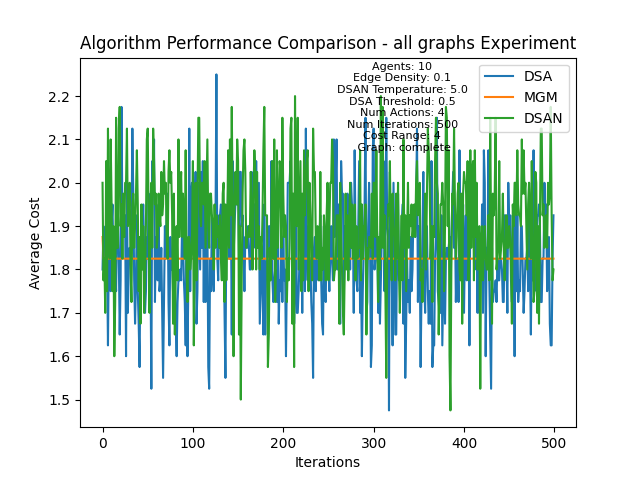 Algorithm Performance Comparison - all graphs Experiment
Agents: 10
Edge Density: 0.1
DSAN Temperature: 5.0
DSA Threshold: 0.5
Num Actions: 4
Num Iterations: 500
Cost Range: 4
Graph: complete
DSA
MGM
DSAN
2.2
2.1
2.0
1.9
1.8
1.7
1.6
1.5
Average Cost
0
100
200
300
400
500
Iterations